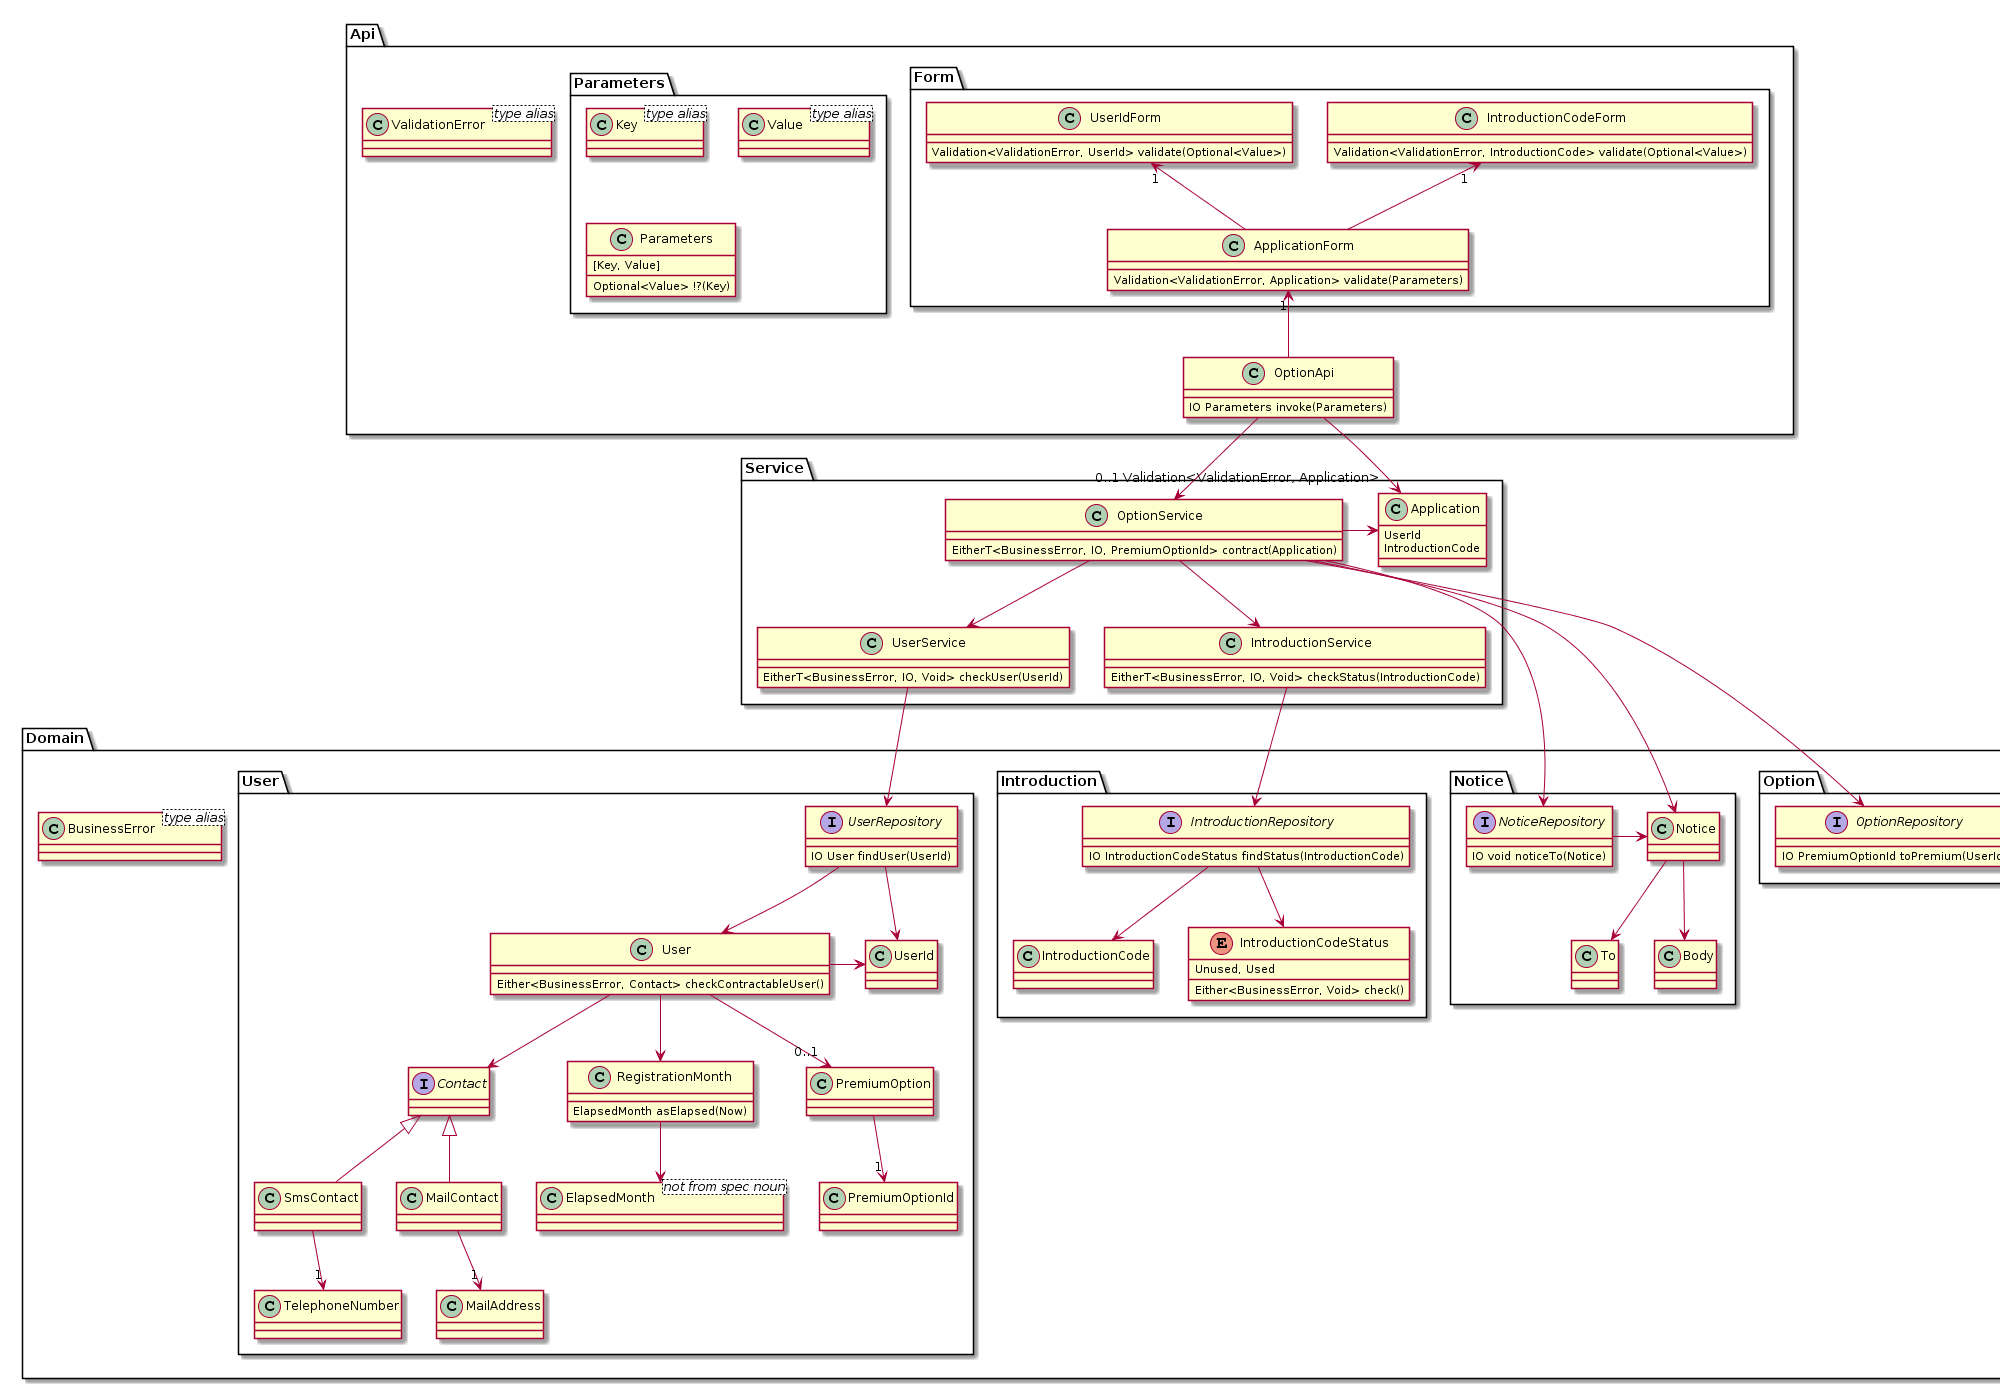 Api
Parameters
Form
C ValidationError type alias
C Key type alias
C Value type alias
C UserIdForm
Validation<ValidationError, UserId> validate(Optional<Value>)
C IntroductionCodeForm
Validation<ValidationError, IntroductionCode> validate(Optional<Value>)
1
1
C Parameters
[Key, Value]
Optional<Value> !?(Key)
C ApplicationForm
Validation<ValidationError, Application> validate(Parameters)
1
C OptionApi
IO Parameters invoke(Parameters)
Service
0..1 Validation<ValidationError, Application>
C OptionService
EitherT<BusinessError, IO, PremiumOptionId> contract(Application)
C Application
UserId
IntroductionCode
C UserService
EitherT<BusinessError, IO, Void> checkUser(UserId)
C IntroductionService
EitherT<BusinessError, IO, Void> checkStatus(IntroductionCode)
Domain
User
Introduction
Notice
Option
C BusinessError type alias
I UserRepository
IO User findUser(UserId)
I IntroductionRepository
IO IntroductionCodeStatus findStatus(IntroductionCode)
I NoticeRepository
IO void noticeTo(Notice)
C Notice
I OptionRepository
IO PremiumOptionId toPremium(UserId
C User
Either<BusinessError, Contact> checkContractableUser()
C UserId
C IntroductionCode
E IntroductionCodeStatus
Unused, Used
Either<BusinessError, Void> check()
C To
C Body
0..1
I Contact
C RegistrationMonth
ElapsedMonth asElapsed(Now)
C PremiumOption
1
C SmsContact
C MailContact
C ElapsedMonth not from spec noun
C PremiumOptionId
1
1
C TelephoneNumber
C MailAddress